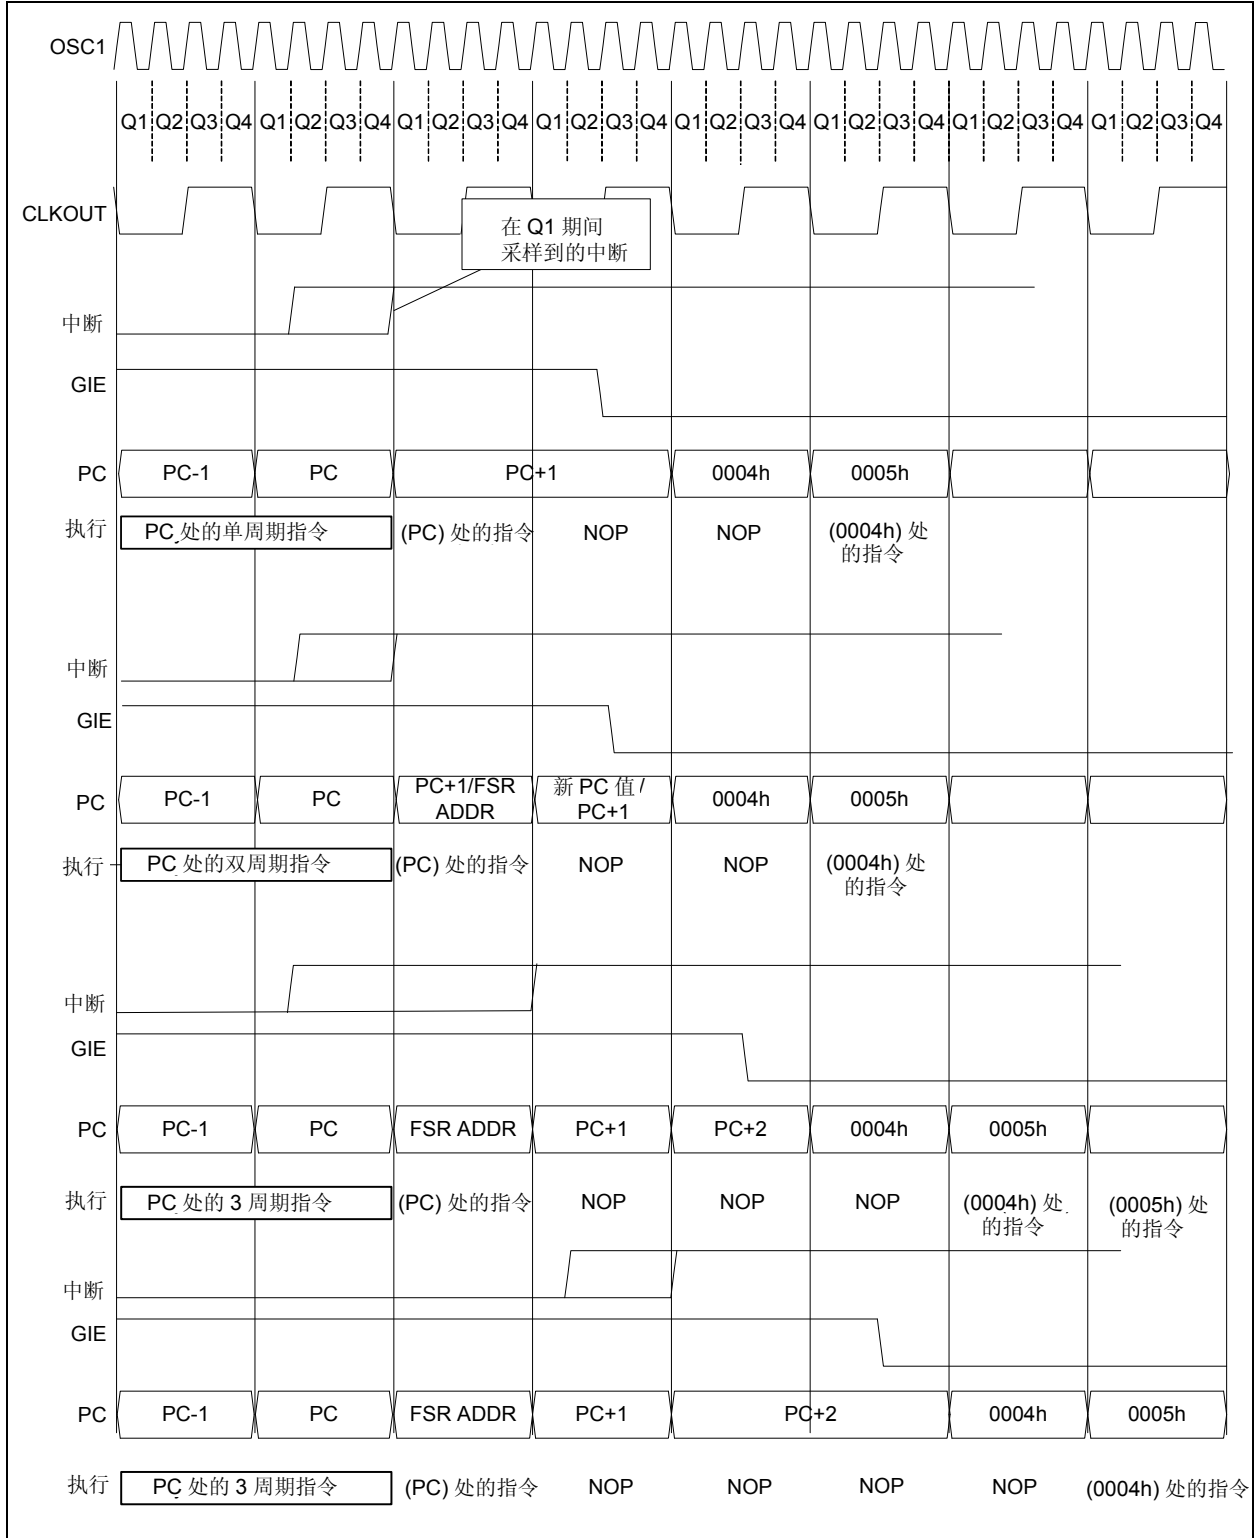 OSC1
Q1 Q2 Q3 Q4 Q1 Q2 Q3 Q4 Q1 Q2 Q3 Q4 Q1 Q2 Q3 Q4 Q1 Q2 Q3 Q4 Q1 Q2 Q3 Q4 Q1 Q2 Q3 Q4 Q1 Q2 Q3 Q4
CLKOUT
在 Q1 期间
采样到的中断
中断
GIE
PC PC-1 PC PC+1 0004h 0005h
执行 PC 处的单周期指令 (PC) 处的指令 NOP NOP (0004h) 处
的指令
中断
GIE
PC PC-1 PC PC+1/FSR
ADDR 新 PC 值 /
PC+1 0004h 0005h
执行 PC 处的双周期指令 (PC) 处的指令 NOP NOP (0004h) 处
的指令
中断
GIE
PC PC-1 PC FSR ADDR PC+1 PC+2 0004h 0005h
执行 PC 处的 3 周期指令 (PC) 处的指令 NOP NOP NOP (0004h) 处
的指令 (0005h) 处
的指令
中断
GIE
PC PC-1 PC FSR ADDR PC+1 PC+2 0004h 0005h
执行 PC 处的 3 周期指令 (PC) 处的指令 NOP NOP NOP NOP (0004h) 处的指令